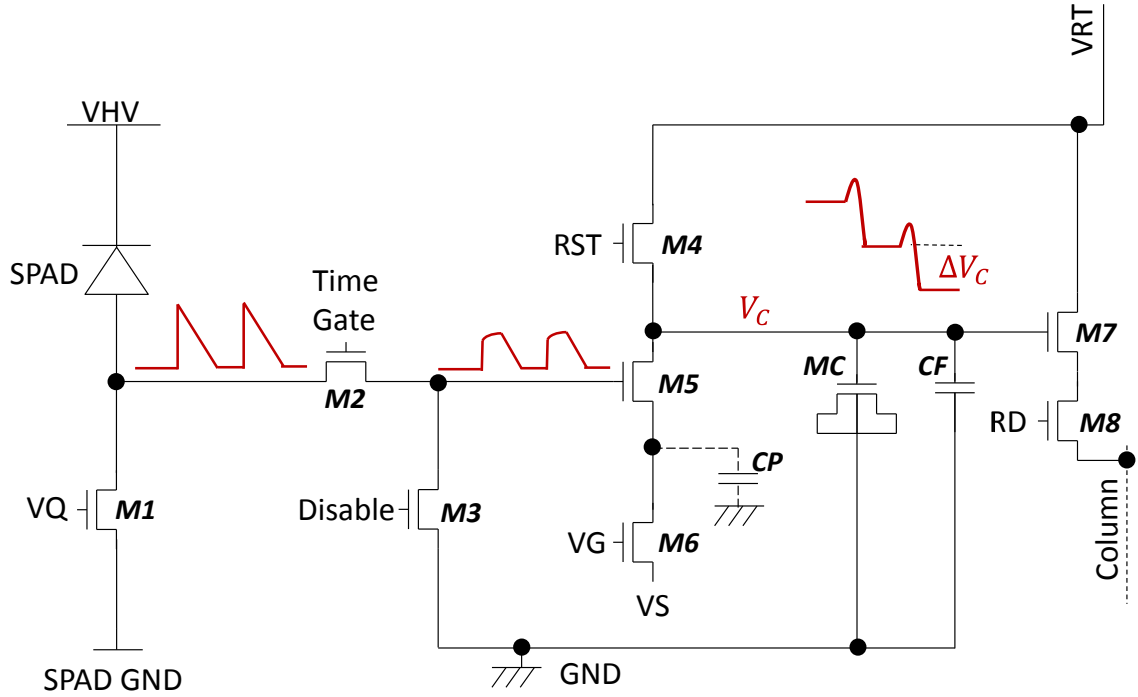 VRT
VHV
RST
M4
SPAD
Time
Gate
ΔV_C
V_C
M7
MC
CF
M2
M5
RD
M8
CP
VQ
M1
Disable
M3
VG
M6
Column
VS
GND
SPAD GND